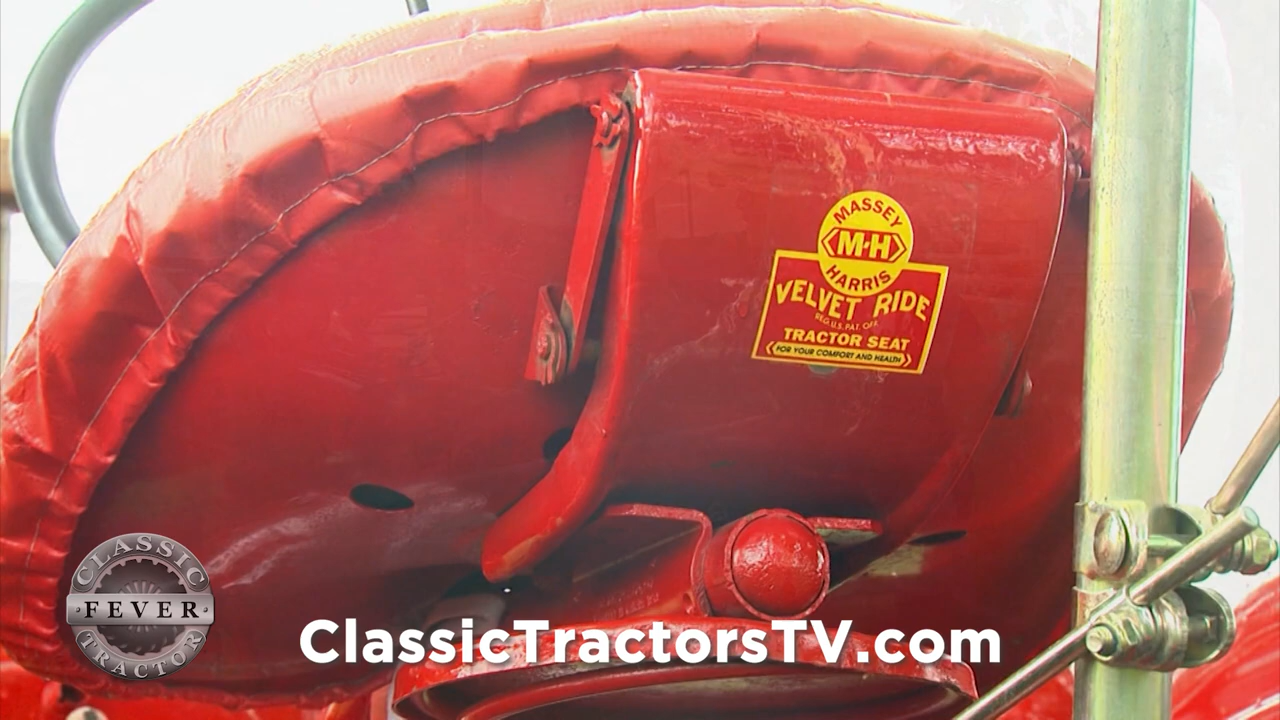 MASSEY
M-H
HARRIS
VELVET RIDE
REG. U.S. PAT. OFF.
TRACTOR SEAT
FOR YOUR COMFORT AND HEALTH
CLASSIC
FEVER
TRACTOR
ClassicTractorsTV.com